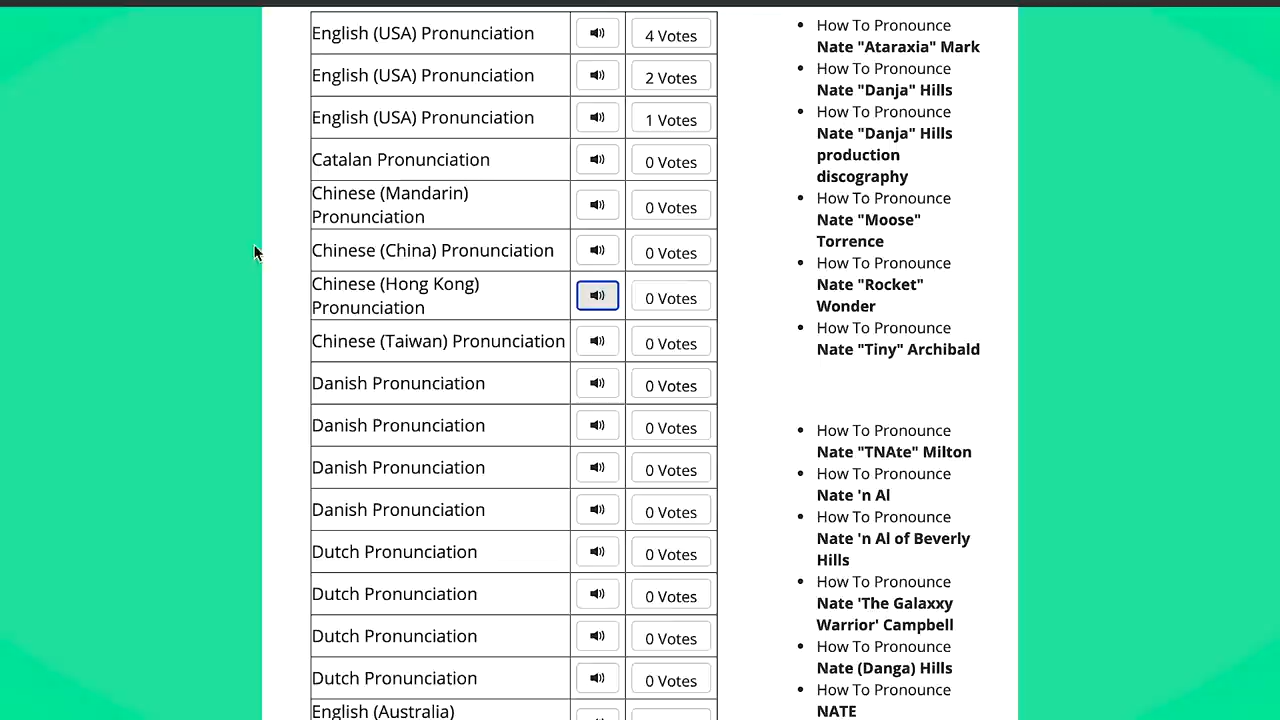 English (USA) Pronunciation 4 Votes
English (USA) Pronunciation 2 Votes
English (USA) Pronunciation 1 Votes
Catalan Pronunciation 0 Votes
Chinese (Mandarin)
Pronunciation 0 Votes
Chinese (China) Pronunciation 0 Votes
Chinese (Hong Kong)
Pronunciation 0 Votes
Chinese (Taiwan) Pronunciation 0 Votes
Danish Pronunciation 0 Votes
Danish Pronunciation 0 Votes
Danish Pronunciation 0 Votes
Danish Pronunciation 0 Votes
Dutch Pronunciation 0 Votes
Dutch Pronunciation 0 Votes
Dutch Pronunciation 0 Votes
Dutch Pronunciation 0 Votes
English (Australia)
How To Pronounce
Nate "Ataraxia" Mark
How To Pronounce
Nate "Danja" Hills
How To Pronounce
Nate "Danja" Hills
production
discography
How To Pronounce
Nate "Moose"
Torrence
How To Pronounce
Nate "Rocket"
Wonder
How To Pronounce
Nate "Tiny" Archibald
How To Pronounce
Nate "TNAte" Milton
How To Pronounce
Nate 'n Al
How To Pronounce
Nate 'n Al of Beverly
Hills
How To Pronounce
Nate 'The Galaxxy
Warrior' Campbell
How To Pronounce
Nate (Danga) Hills
How To Pronounce
NATE